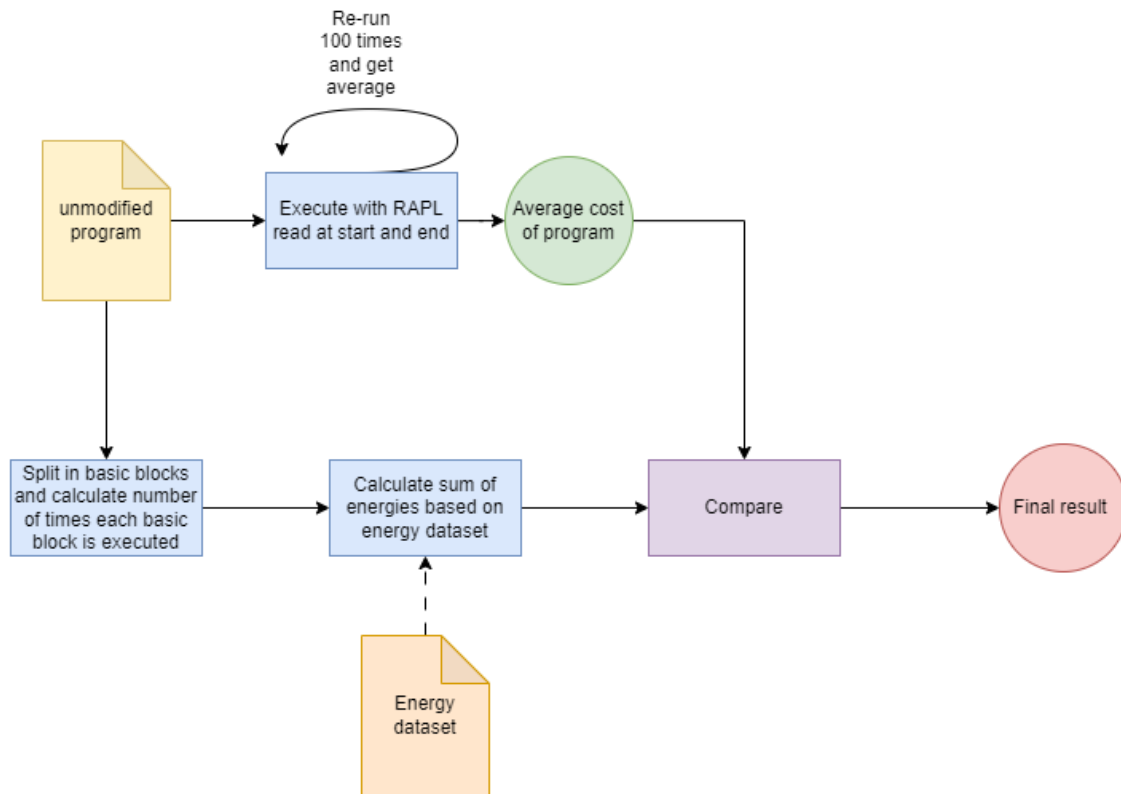 Re-run
100 times
and get
average
unmodified
program
Execute with RAPL
read at start and end
Average cost
of program
Split in basic blocks
and calculate number
of times each basic
block is executed
Calculate sum of
energies based on
energy dataset
Compare
Final result
Energy
dataset